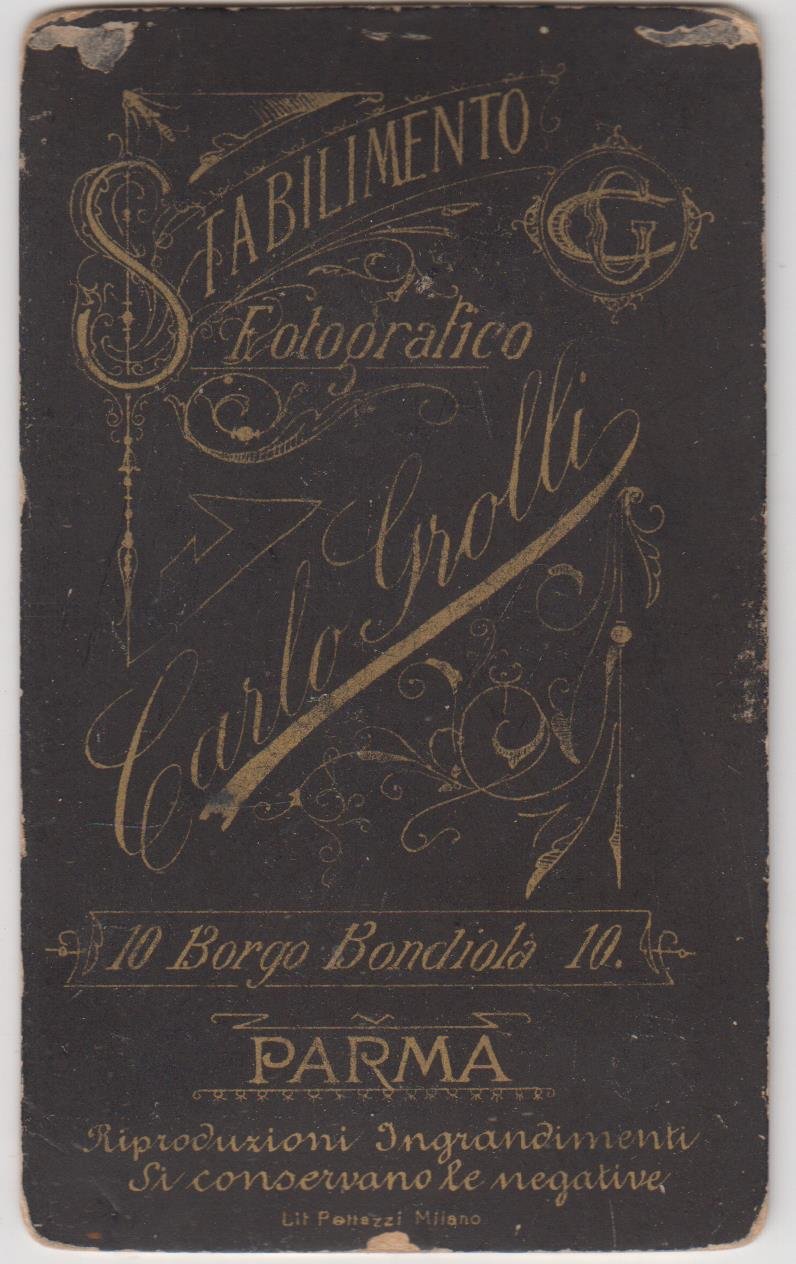 STABILIMENTO
CG
Fotografico
Carlo Grolli
10 Borgo Bondiola 10.
PARMA
Riproduzioni Ingrandimenti
Si conservano le negative
Lit Pettazzi Milano